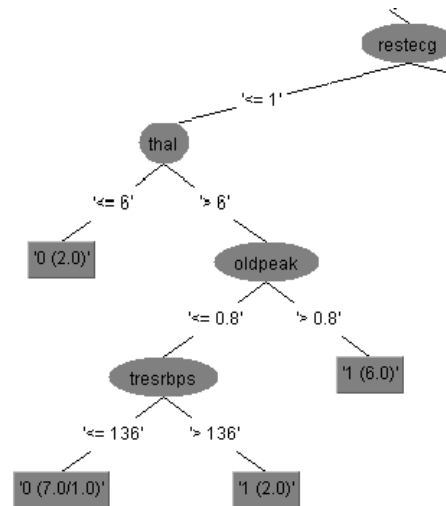 restecg
'<= 1'
thal
'<= 6' '> 6'
'0 (2.0)' oldpeak
'<= 0.8' '> 0.8'
tresrbps '1 (6.0)'
'<= 136' '> 136'
'0 (7.0/1.0)' '1 (2.0)'